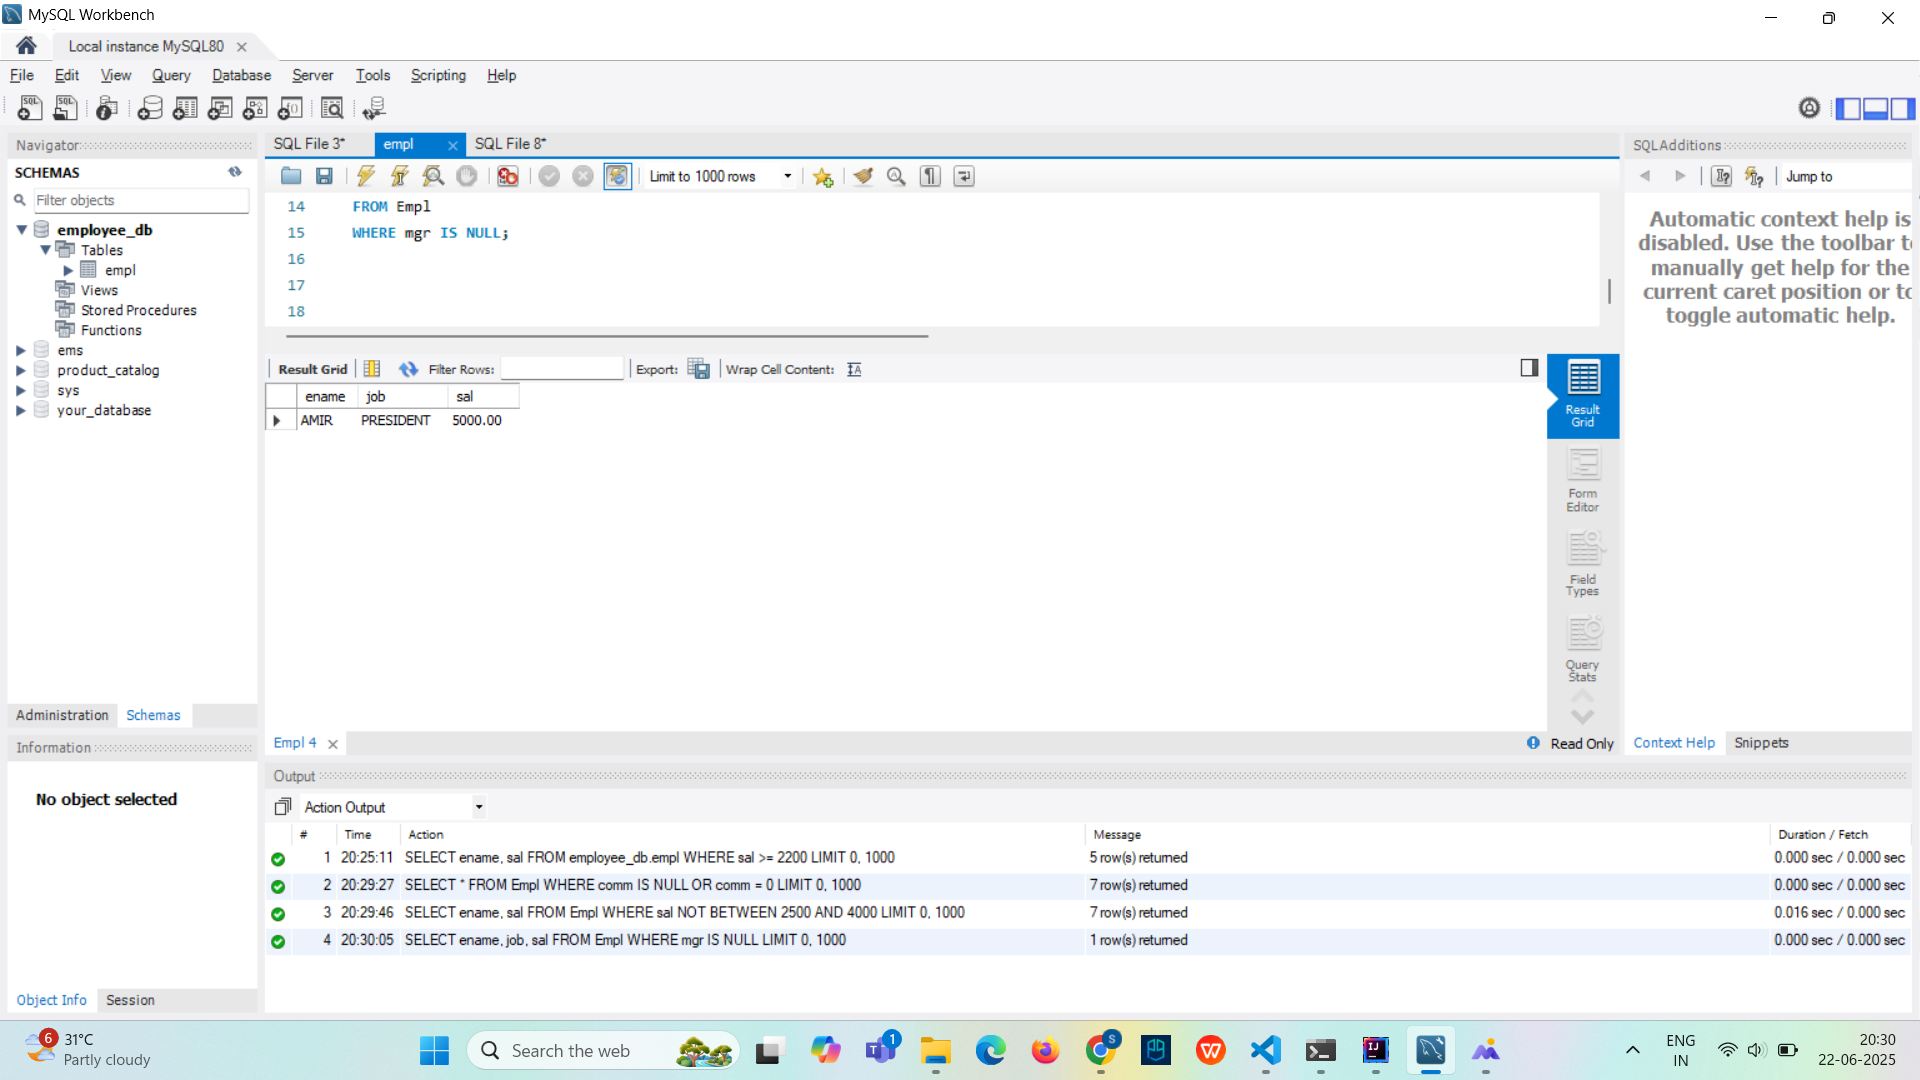 MySQL Workbench
Local instance MySQL80
File Edit View Query Database Server Tools Scripting Help
Navigator
SCHEMAS
Filter objects
employee_db
Tables
empl
Views
Stored Procedures
Functions
ems
product_catalog
sys
your_database
Administration Schemas
Information
No object selected
Object Info Session
SQL File 3* empl SQL File 8*
Limit to 1000 rows
14 FROM Empl
15 WHERE mgr IS NULL;
16
17
18
Result Grid Filter Rows: Export: Wrap Cell Content:
ename job sal
AMIR PRESIDENT 5000.00
Result Grid
Form Editor
Field Types
Query Stats
Empl 4
Read Only
SQLAdditions
Jump to
Automatic context help is
disabled. Use the toolbar to
manually get help for the
current caret position or to
toggle automatic help.
Context Help Snippets
Output
Action Output
# Time Action Message Duration / Fetch
1 20:25:11 SELECT ename, sal FROM employee_db.empl WHERE sal >= 2200 LIMIT 0, 1000 5 row(s) returned 0.000 sec / 0.000 sec
2 20:29:27 SELECT * FROM Empl WHERE comm IS NULL OR comm = 0 LIMIT 0, 1000 7 row(s) returned 0.000 sec / 0.000 sec
3 20:29:46 SELECT ename, sal FROM Empl WHERE sal NOT BETWEEN 2500 AND 4000 LIMIT 0, 1000 7 row(s) returned 0.016 sec / 0.000 sec
4 20:30:05 SELECT ename, job, sal FROM Empl WHERE mgr IS NULL LIMIT 0, 1000 1 row(s) returned 0.000 sec / 0.000 sec
6
31°C
Partly cloudy
Search the web
1
S
ENG
IN
20:30
22-06-2025